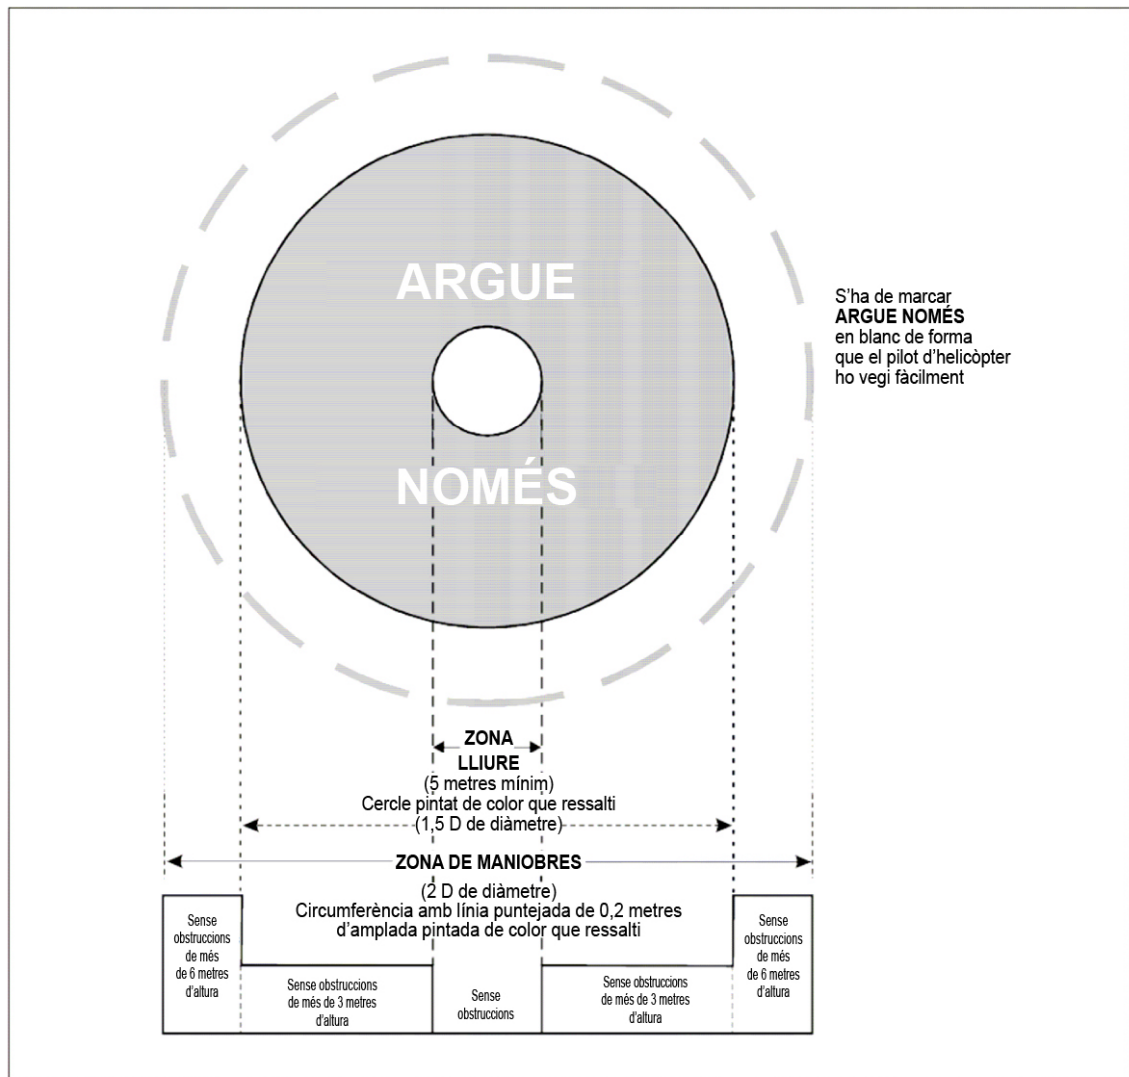 ARGUE
NOMÉS
S'ha de marcar
ARGUE NOMÉS
en blanc de forma
que el pilot d'helicòpter
ho vegi fàcilment
ZONA
LLIURE
(5 metres mínim)
Cercle pintat de color que ressalti
(1,5 D de diàmetre)
ZONA DE MANIOBRES
(2 D de diàmetre)
Circumferència amb línia puntejada de 0,2 metres
d'amplada pintada de color que ressalti
Sense
obstruccions
de més
de 6 metres
d'altura
Sense obstruccions
de més de 3 metres
d'altura
Sense
obstruccions
Sense obstruccions
de més de 3 metres
d'altura
Sense
obstruccions
de més
de 6 metres
d'altura